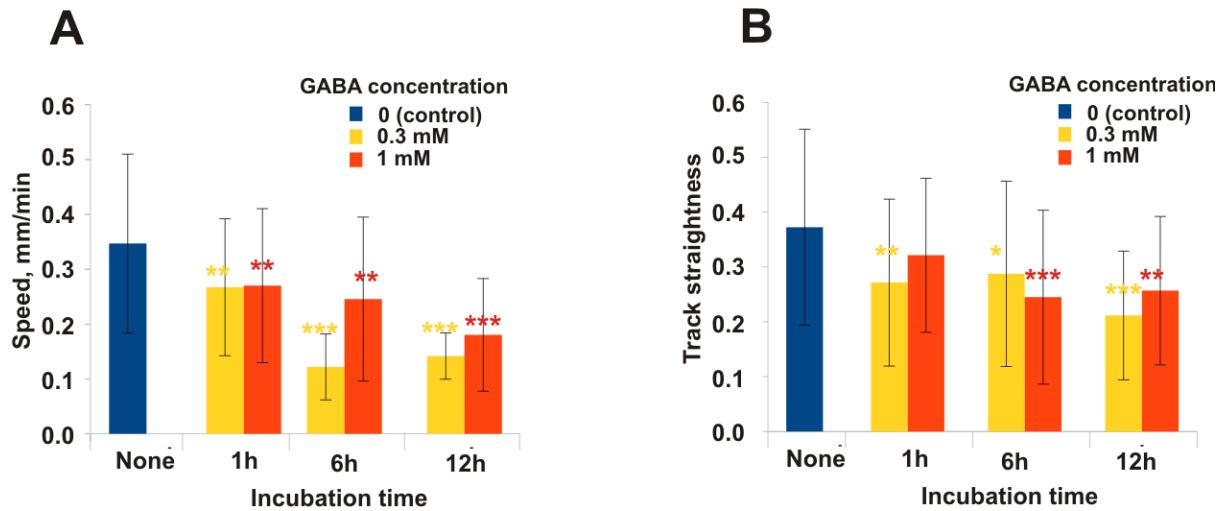 A
GABA concentration
0 (control)
0.3 mM
1 mM
Speed, mm/min
0.6
0.5
0.4
0.3
0.2
0.1
0.0
**
**
***
**
***
***
None
1h
6h
12h
Incubation time
B
GABA concentration
0 (control)
0.3 mM
1 mM
Track straightness
0.6
0.5
0.4
0.3
0.2
0.1
0.0
**
*
***
***
**
None
1h
6h
12h
Incubation time